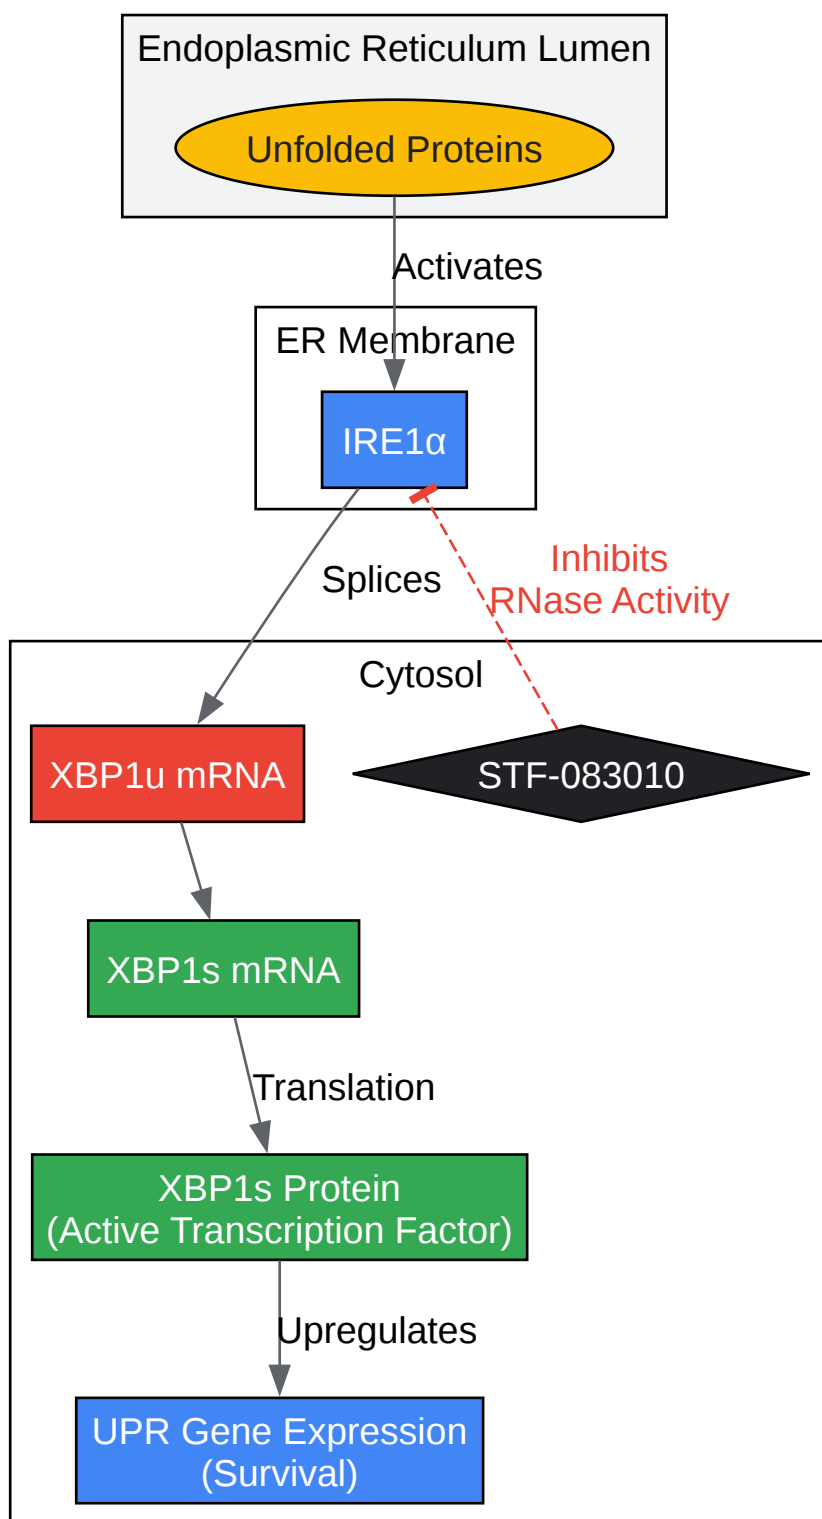 Endoplasmic Reticulum Lumen
Unfolded Proteins
Activates
ER Membrane
IRE1α
Splices
Inhibits
RNase Activity
Cytosol
XBP1u mRNA
STF-083010
XBP1s mRNA
Translation
XBP1s Protein
(Active Transcription Factor)
Upregulates
UPR Gene Expression
(Survival)